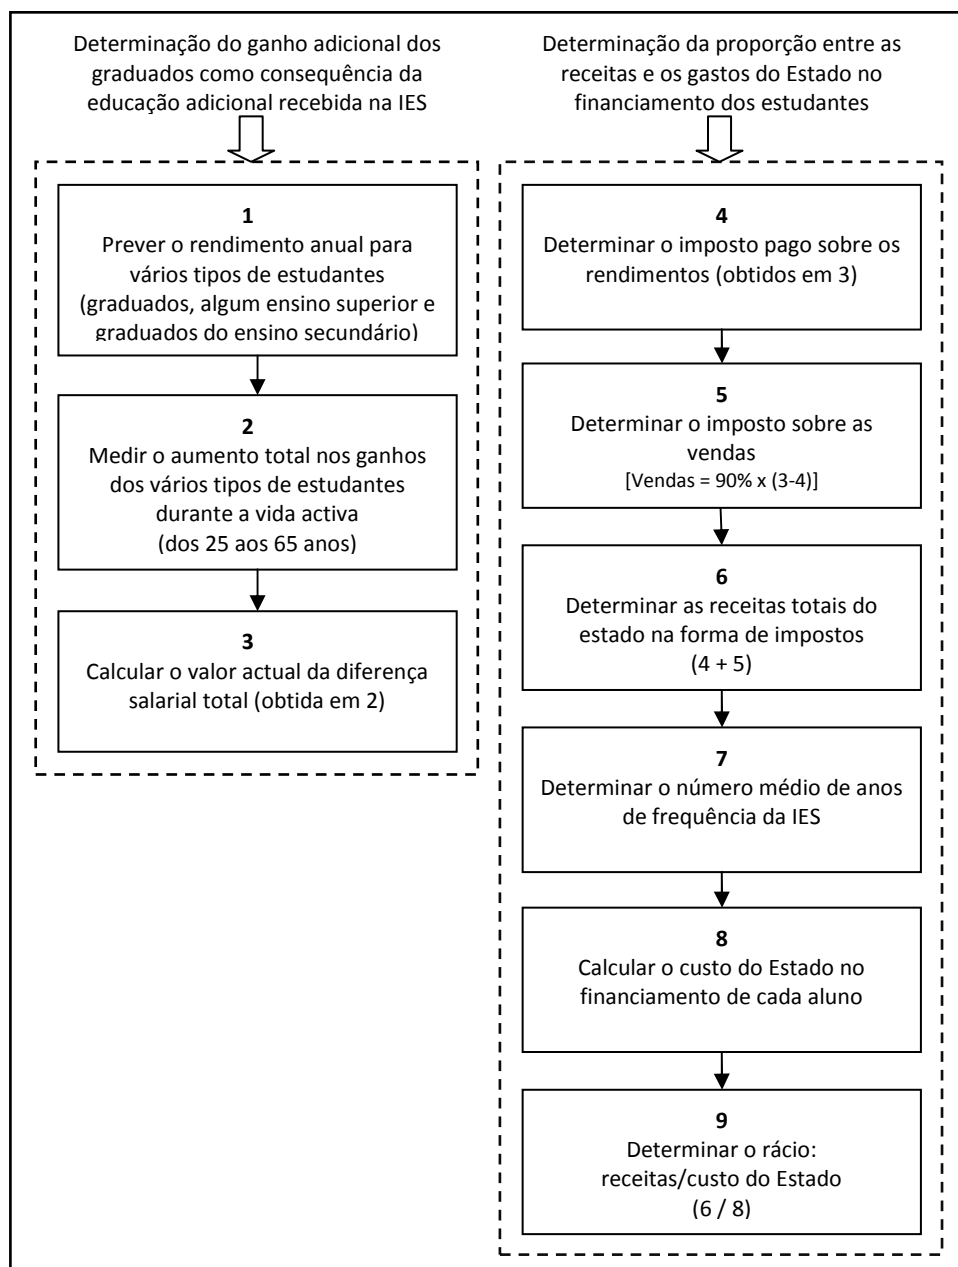 Determinação do ganho adicional dos
graduados como consequência da
educação adicional recebida na IES
1
Prever o rendimento anual para
vários tipos de estudantes
(graduados, algum ensino superior e
graduados do ensino secundário)
2
Medir o aumento total nos ganhos
dos vários tipos de estudantes
durante a vida activa
(dos 25 aos 65 anos)
3
Calcular o valor actual da diferença
salarial total (obtida em 2)
Determinação da proporção entre as
receitas e os gastos do Estado no
financiamento dos estudantes
4
Determinar o imposto pago sobre os
rendimentos (obtidos em 3)
5
Determinar o imposto sobre as
vendas
[Vendas = 90% x (3-4)]
6
Determinar as receitas totais do
estado na forma de impostos
(4 + 5)
7
Determinar o número médio de anos
de frequência da IES
8
Calcular o custo do Estado no
financiamento de cada aluno
9
Determinar o rácio:
receitas/custo do Estado
(6 / 8)